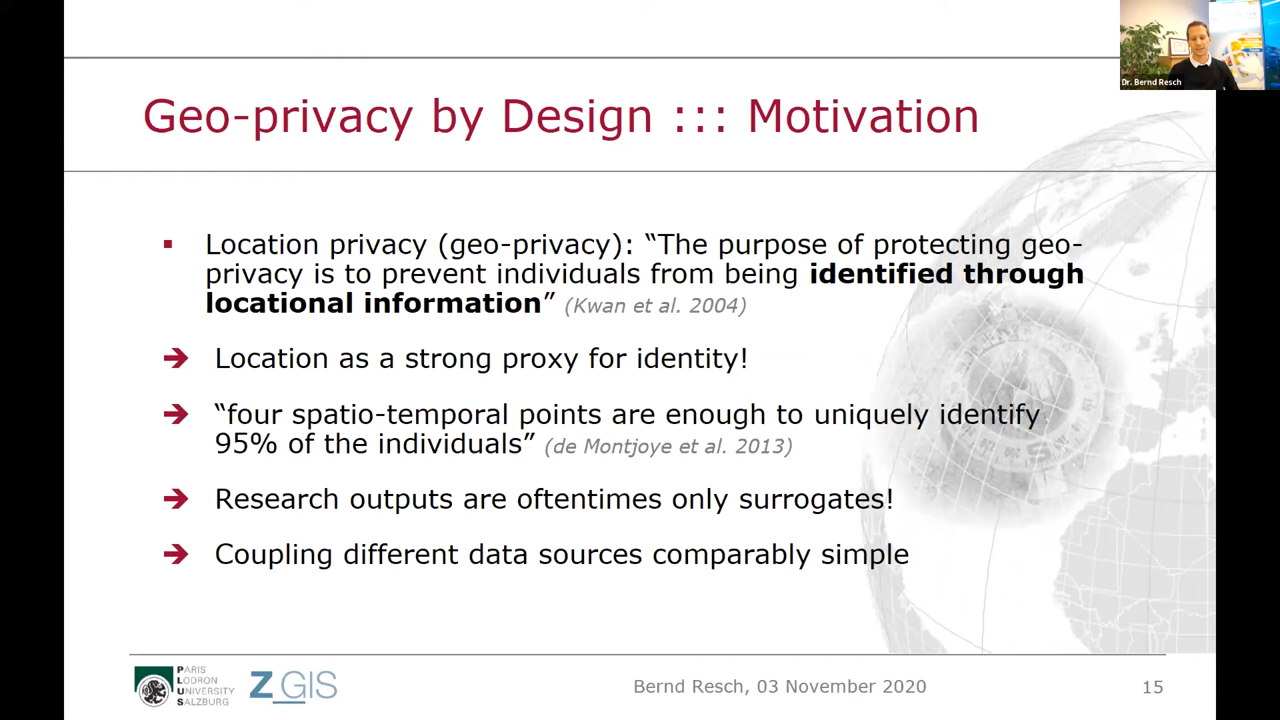 Dr. Bernd Resch
Geo-privacy by Design ::: Motivation
▪ Location privacy (geo-privacy): “The purpose of protecting geo-
privacy is to prevent individuals from being identified through
locational information” (Kwan et al. 2004)
➔ Location as a strong proxy for identity!
➔ “four spatio-temporal points are enough to uniquely identify
95% of the individuals” (de Montjoye et al. 2013)
➔ Research outputs are oftentimes only surrogates!
➔ Coupling different data sources comparably simple
PARIS
LODRON
UNIVERSITY
SALZBURG
Z_GIS
Bernd Resch, 03 November 2020
15